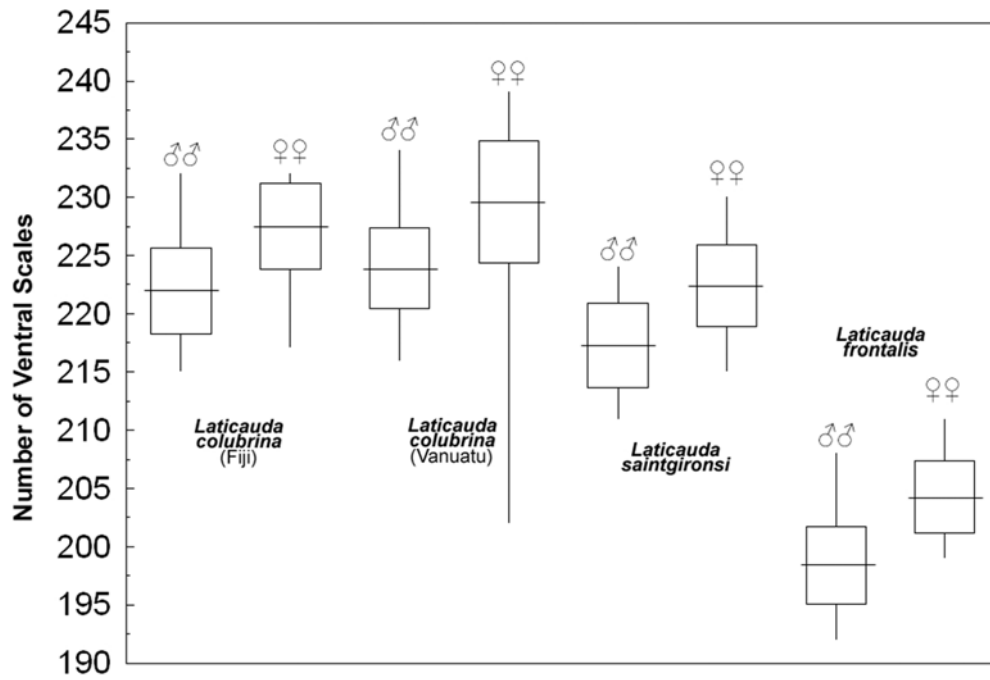 Number of Ventral Scales
245
240
235
230
225
220
215
210
205
200
195
190
♂♂
♀♀
♂♂
♀♀
♂♂
♀♀
♂♂
♀♀
Laticauda
colubrina
(Fiji)
Laticauda
colubrina
(Vanuatu)
Laticauda
saintgironsi
Laticauda
frontalis